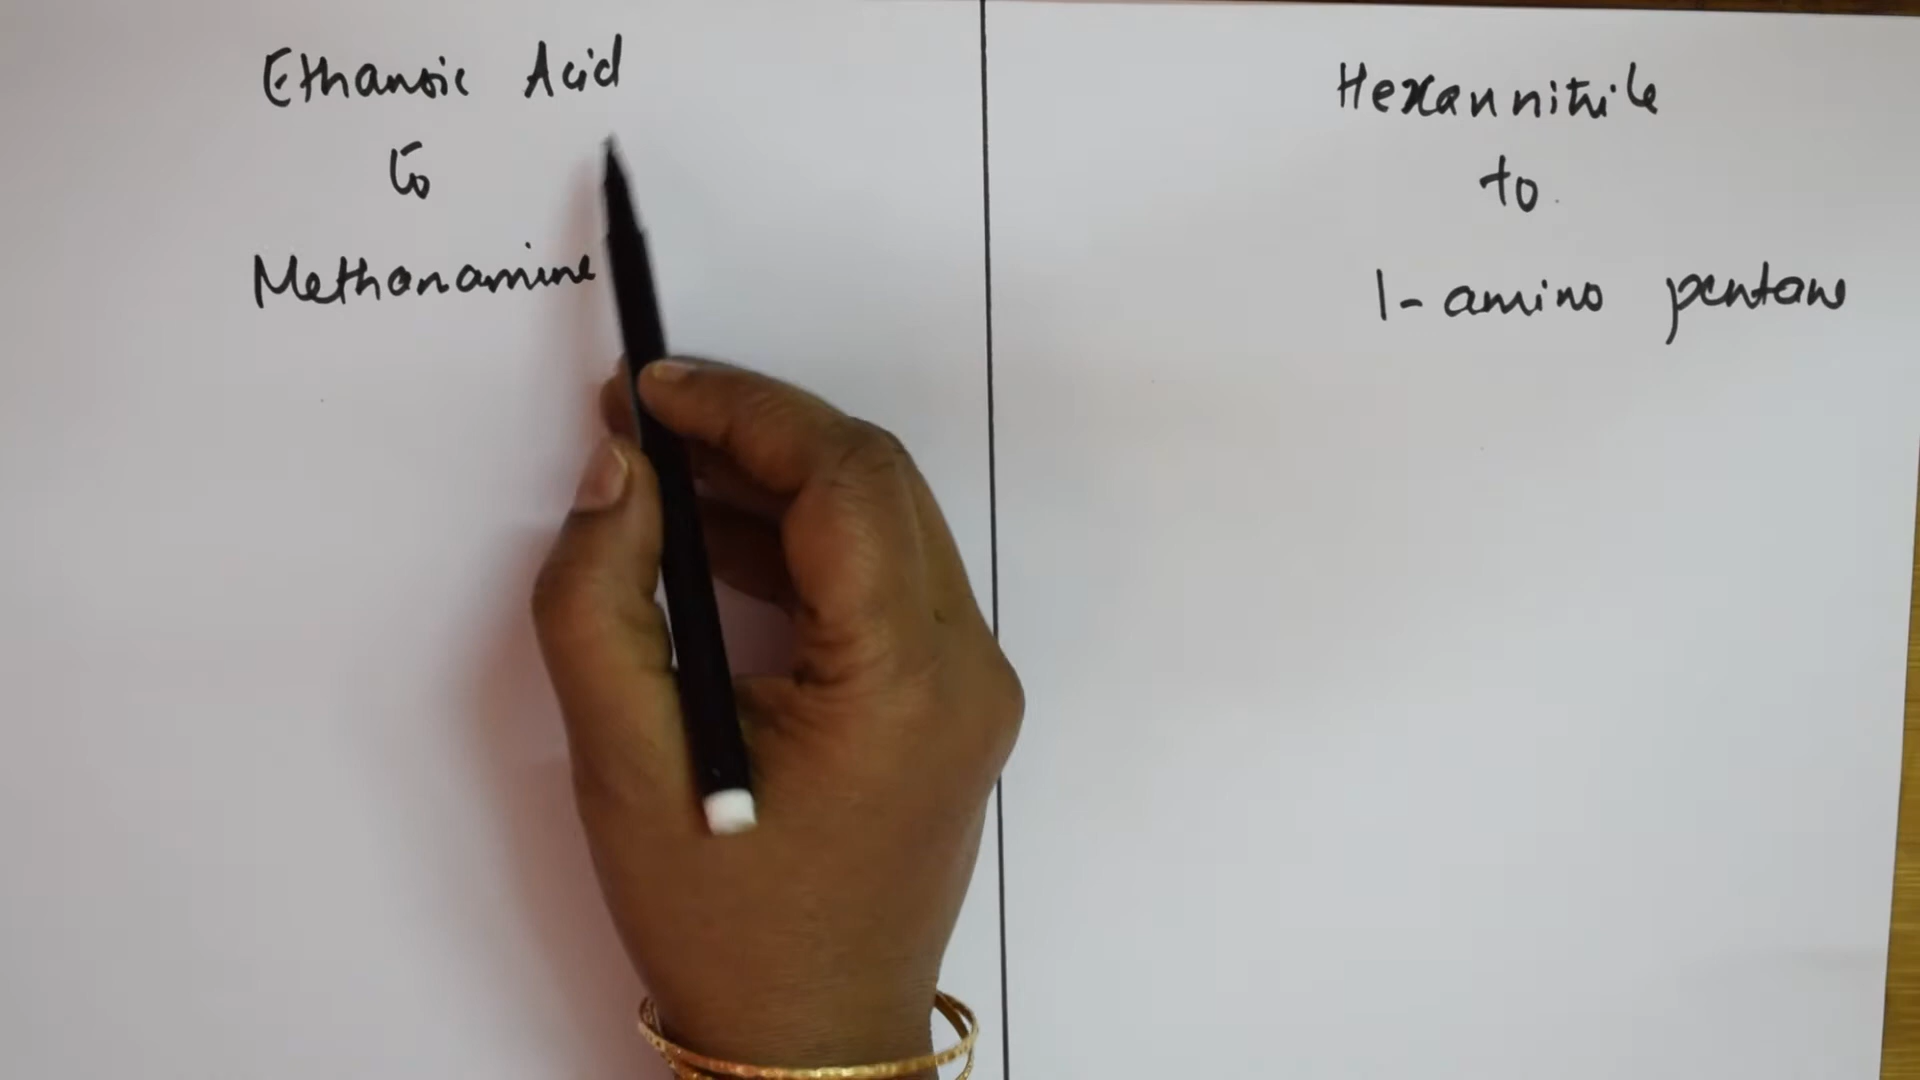 Ethanoic Acid
to
Methanamine
Hexannitrile
to
1-amino pentane